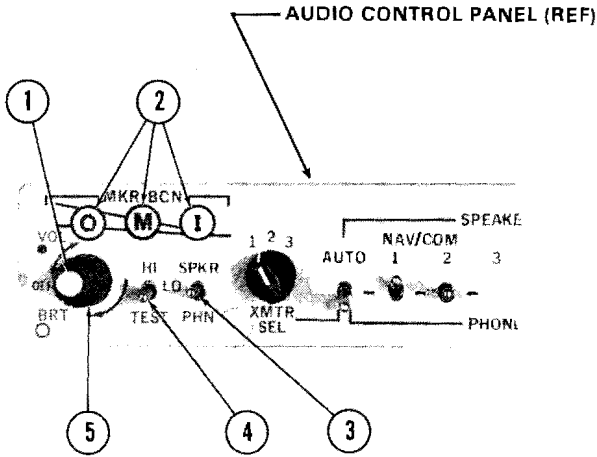 AUDIO CONTROL PANEL (REF)
1 2
MKR BCN
O M I
VO
SPEAKE
NAV/COM
1 2 3
AUTO 1 2 3
HI SPKR
OFF LO
BRT TEST PHN
XMTR
SEL
PHONE
5 4 3